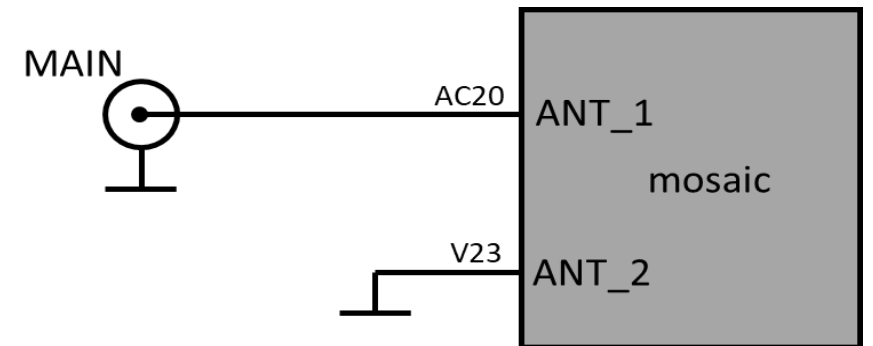 MAIN
AC20
ANT_1
mosaic
V23
ANT_2